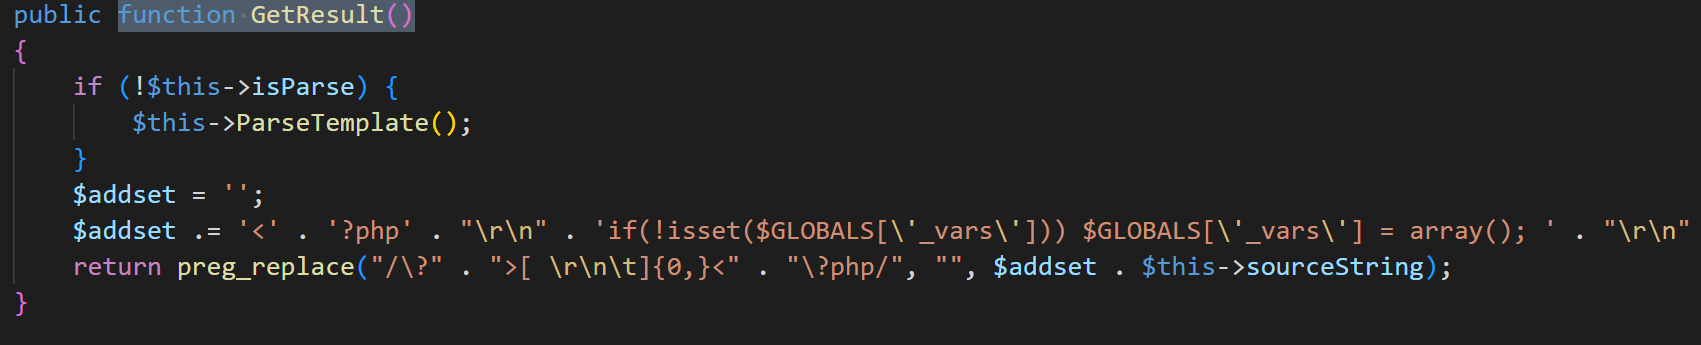 public function GetResult()
{
    if (!$this->isParse) {
        $this->ParseTemplate();
    }
    $addset = '';
    $addset .= '<' . '?php' . "\r\n" . 'if(!isset($GLOBALS[\'_vars\'])) $GLOBALS[\'_vars\'] = array(); ' . "\r\n"
    return preg_replace("/\?" . ">[ \r\n\t]{0,}<" . "\?php/", "", $addset . $this->sourceString);
}